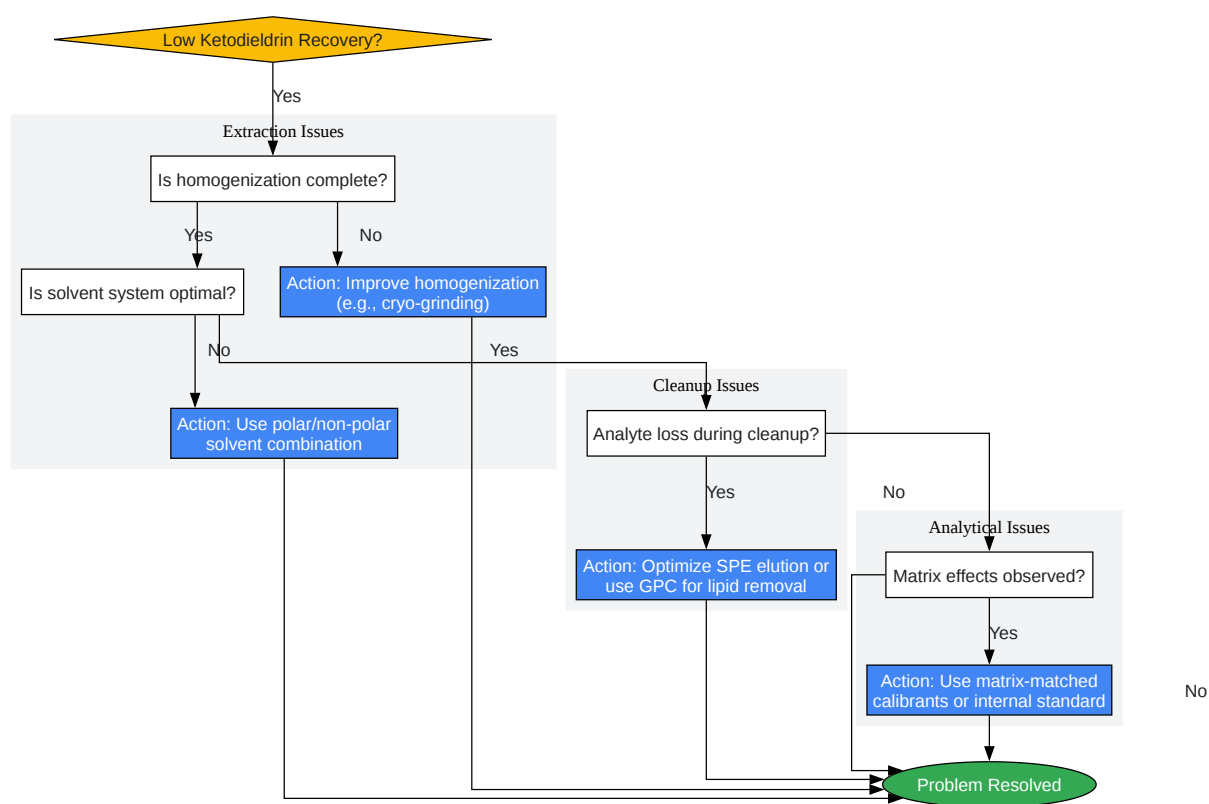 Low Ketodieldrin Recovery?
Yes
Extraction Issues
Is homogenization complete?
Yes
No
Is solvent system optimal?
Action: Improve homogenization
(e.g., cryo-grinding)
No
Yes
Cleanup Issues
Action: Use polar/non-polar
solvent combination
Analyte loss during cleanup?
Yes
No
Analytical Issues
Action: Optimize SPE elution or
use GPC for lipid removal
Matrix effects observed?
Yes
Action: Use matrix-matched
calibrants or internal standard
No
Problem Resolved